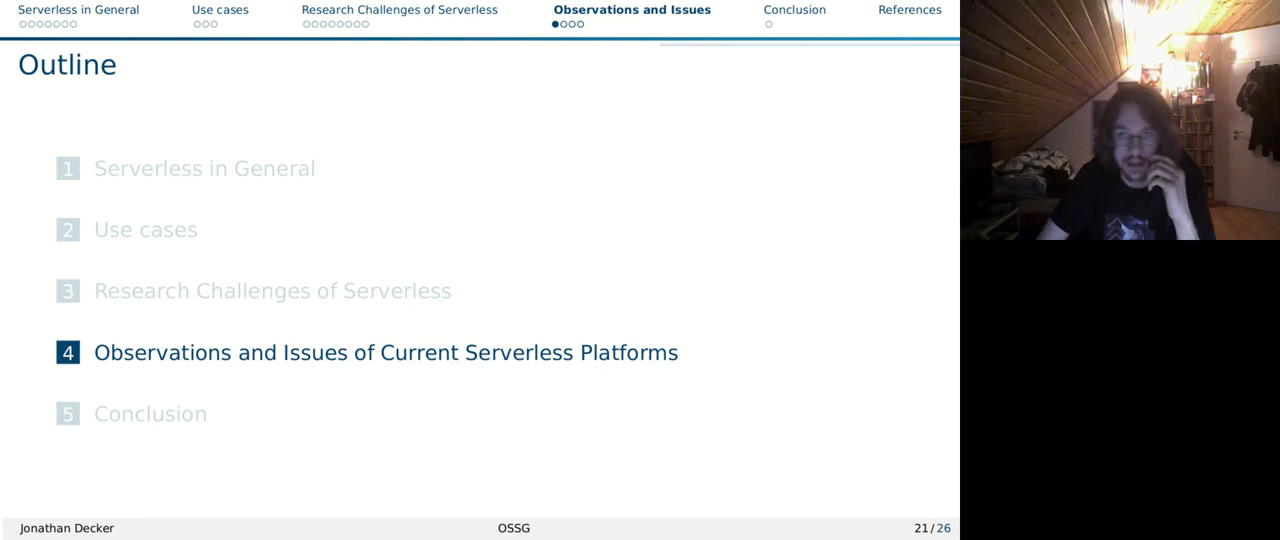 Serverless in General
Use cases
Research Challenges of Serverless
Observations and Issues
Conclusion
References
Outline
1 Serverless in General
2 Use cases
3 Research Challenges of Serverless
4 Observations and Issues of Current Serverless Platforms
5 Conclusion
Jonathan Decker
OSSG
21/26